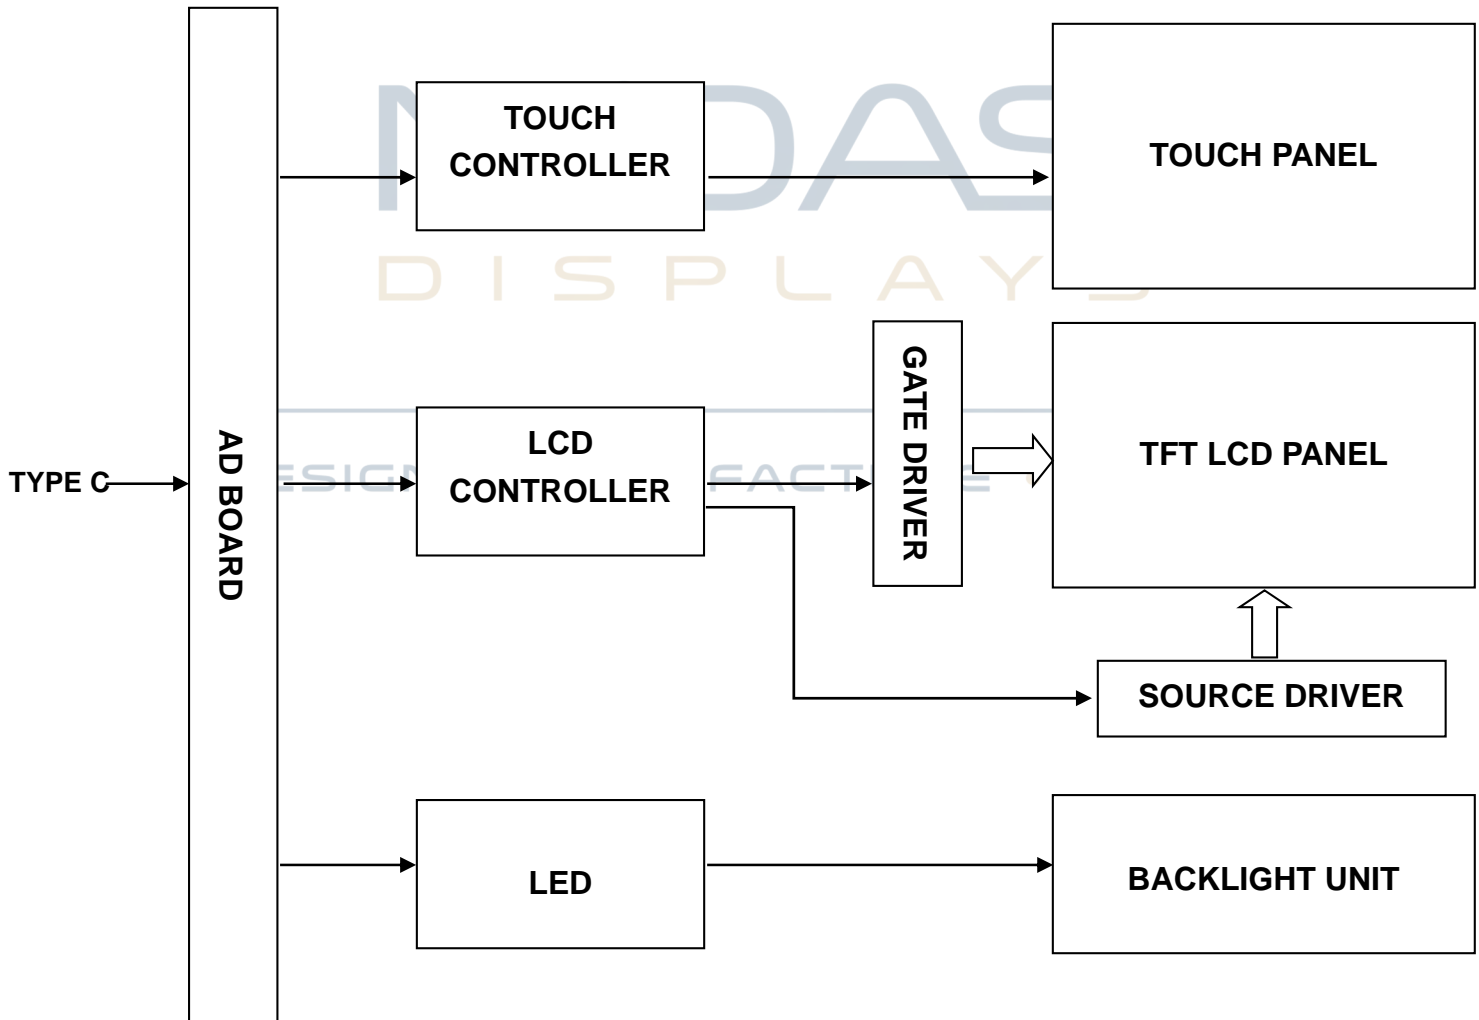 TOUCH
CONTROLLER
TOUCH PANEL
DISPLAYS
GATE DRIVER
LCD
CONTROLLER
TFT LCD PANEL
TYPE C
AD BOARD
SOURCE DRIVER
LED
BACKLIGHT UNIT